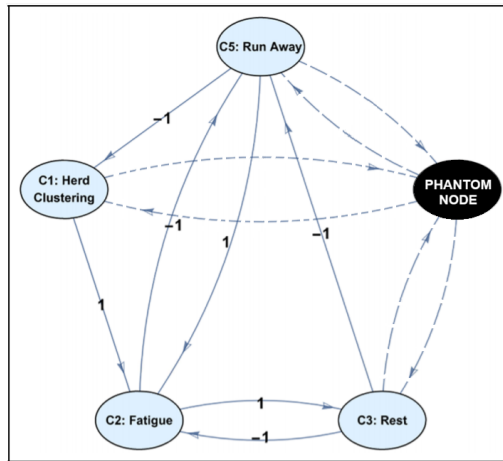 C5: Run Away
–1
C1: Herd
Clustering
PHANTOM
NODE
–1
1
–1
1
C2: Fatigue
1
–1
C3: Rest